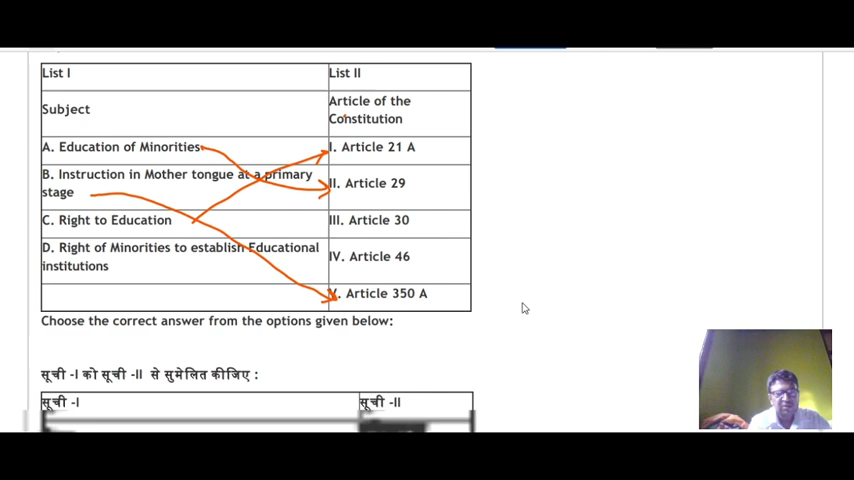 List I List II
Subject Article of the
Constitution
A. Education of Minorities I. Article 21 A
B. Instruction in Mother tongue at a primary
stage II. Article 29
C. Right to Education III. Article 30
D. Right of Minorities to establish Educational
institutions IV. Article 46
V. Article 350 A
Choose the correct answer from the options given below:
सूची -I को सूची -II से सुमेलित कीजिए :
सूची -I सूची -II